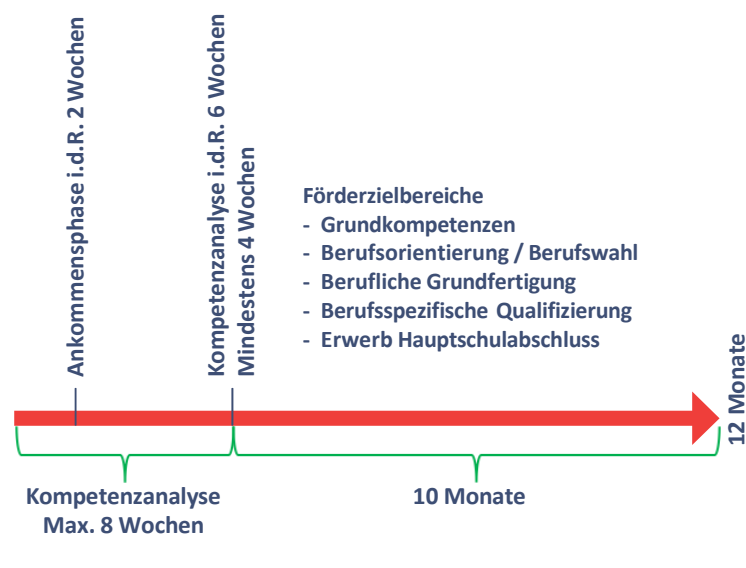 Ankommensphase i.d.R. 2 Wochen
Kompetenzanalyse i.d.R. 6 Wochen
Mindestens 4 Wochen
Förderzielbereiche
- Grundkompetenzen
- Berufsorientierung / Berufswahl
- Berufliche Grundfertigung
- Berufsspezifische Qualifizierung
- Erwerb Hauptschulabschluss
12 Monate
Kompetenzanalyse
Max. 8 Wochen
10 Monate